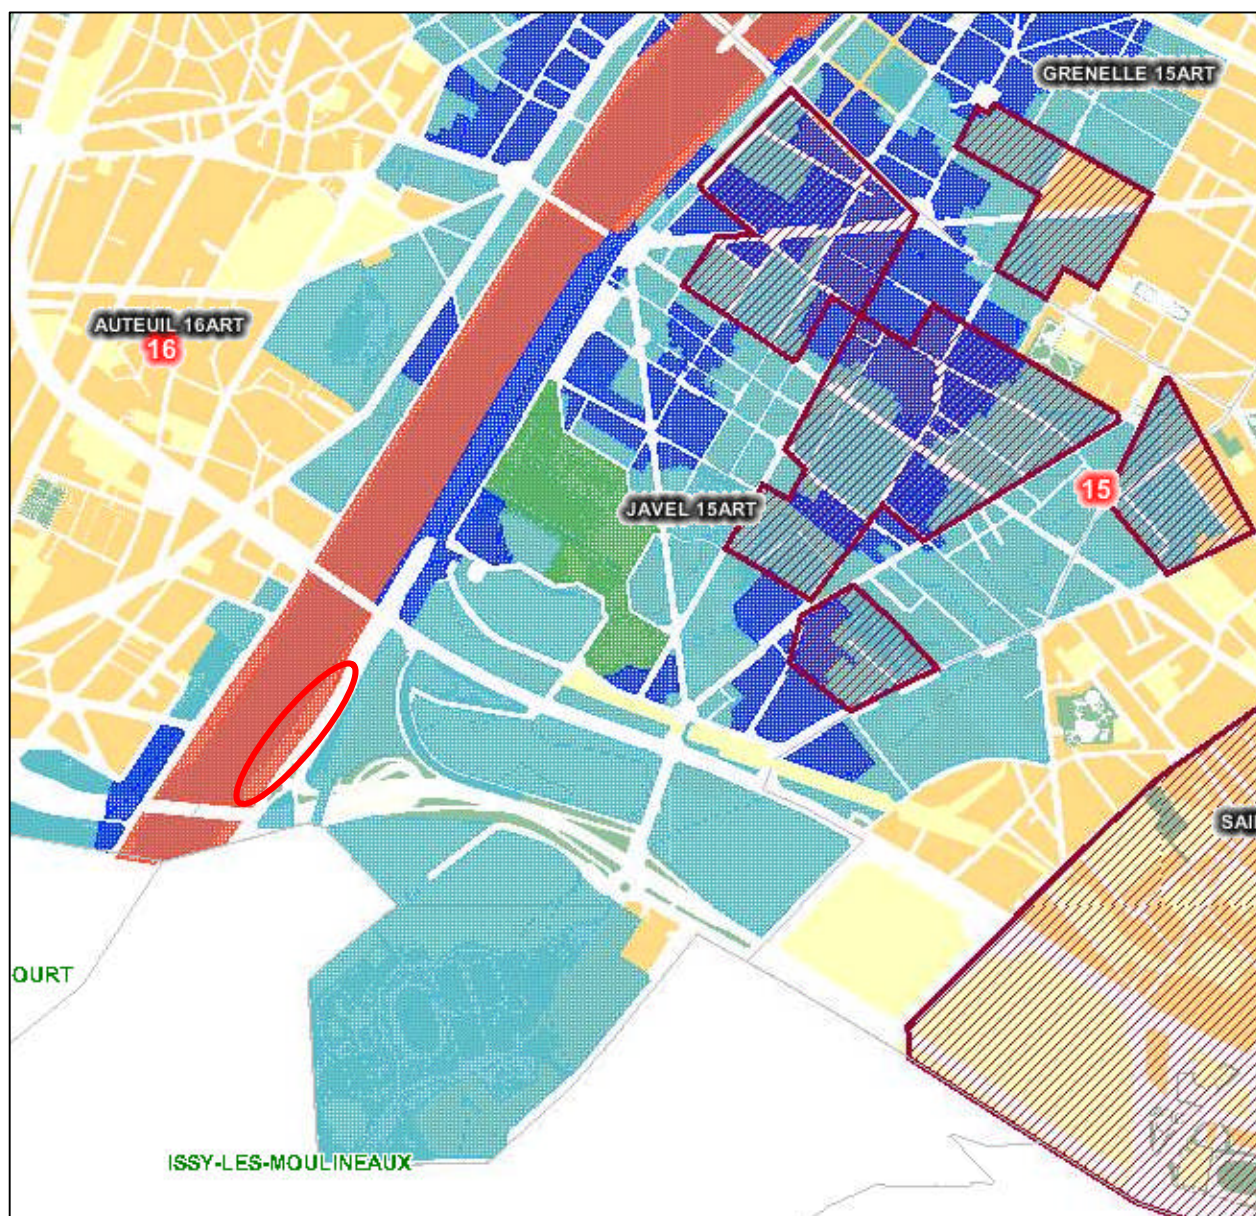 GRENELLE 15ART
AUTEUIL 16ART
16
15
JAVEL 15ART
SAI
OURT
ISSY-LES-MOULINEAUX